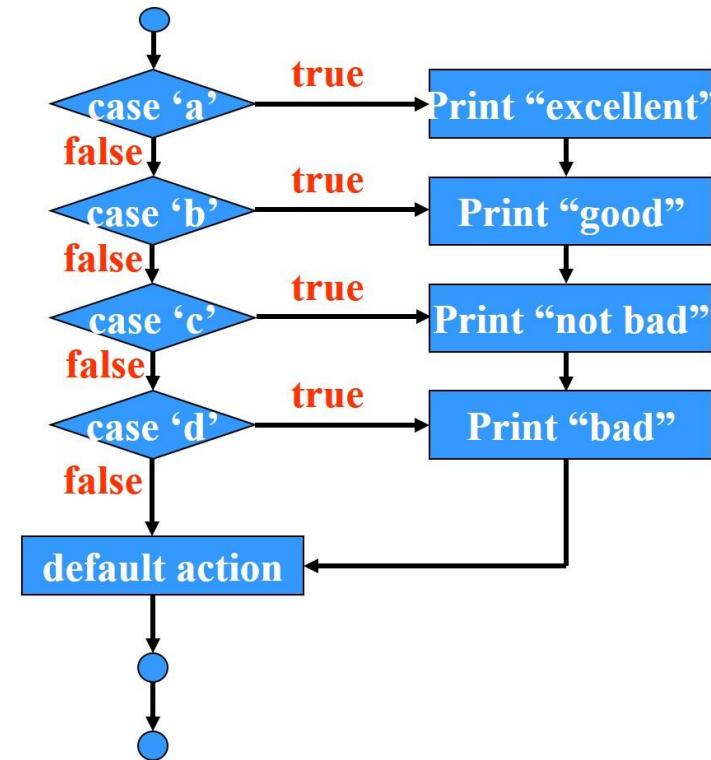 true
case ‘a’
Print “excellent”
false
true
case ‘b’
Print “good”
false
true
case ‘c’
Print “not bad”
false
true
case ‘d’
Print “bad”
false
default action